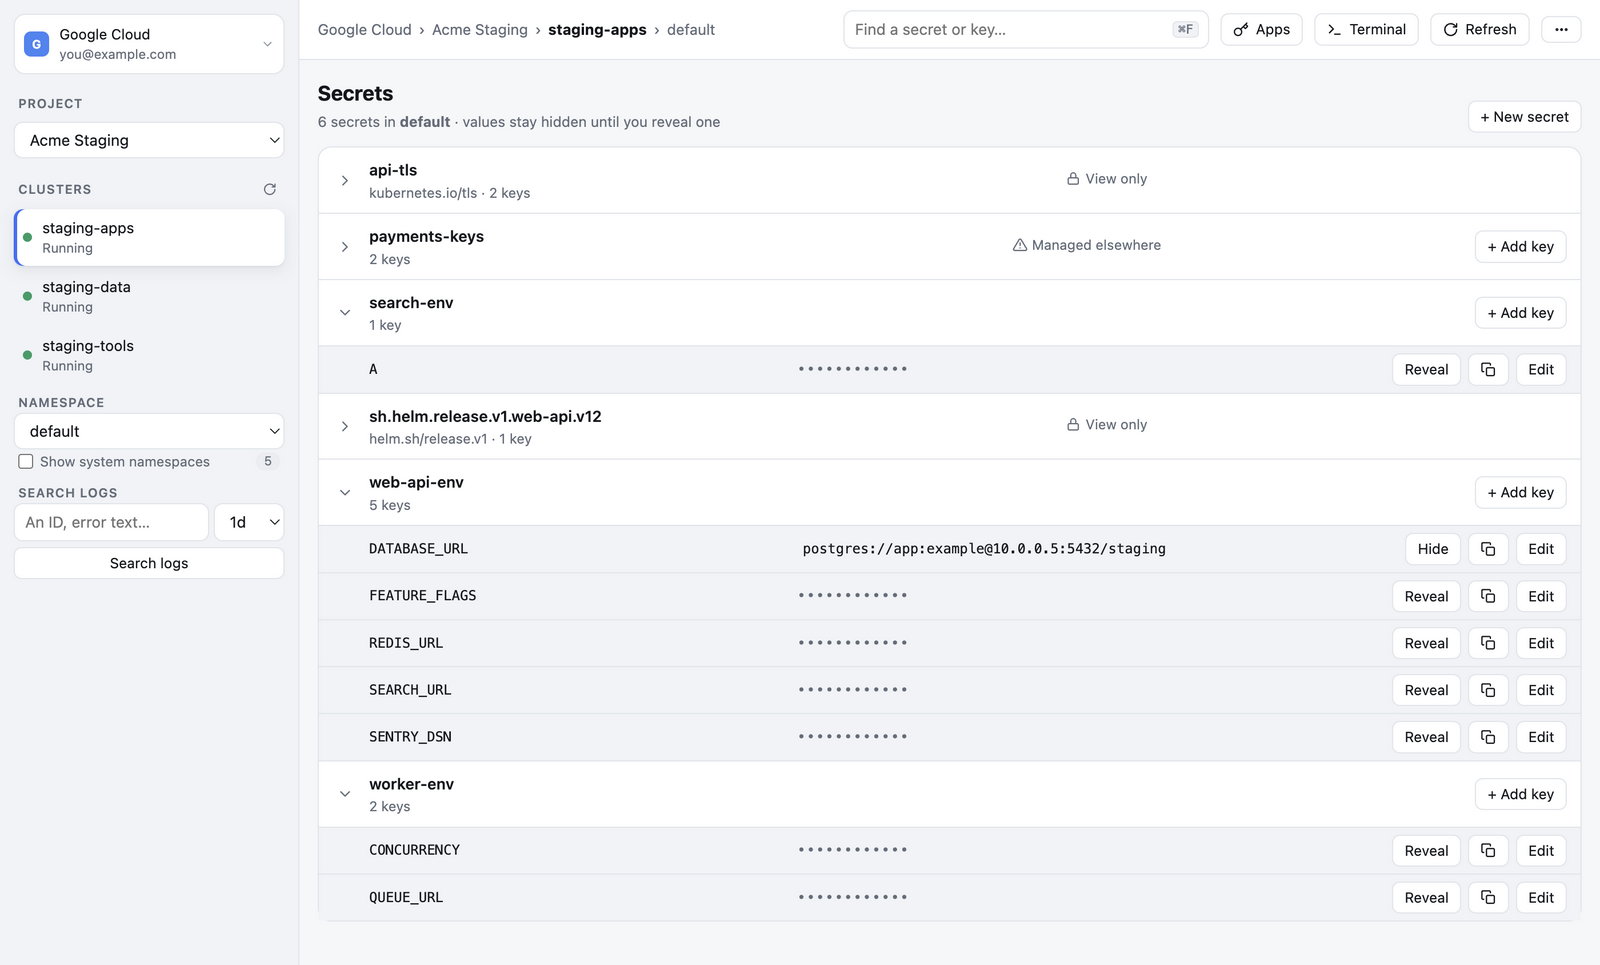 G
Google Cloud
you@example.com
PROJECT
Acme Staging
CLUSTERS
staging-apps
Running
staging-data
Running
staging-tools
Running
NAMESPACE
default
Show system namespaces 5
SEARCH LOGS
An ID, error text... 1d
Search logs
Google Cloud › Acme Staging › staging-apps › default
Find a secret or key... ⌘F
Apps
Terminal
Refresh
···
Secrets
6 secrets in default · values stay hidden until you reveal one
+ New secret
api-tls
kubernetes.io/tls · 2 keys
View only
payments-keys
2 keys
Managed elsewhere
+ Add key
search-env
1 key
+ Add key
A •••••••••••• Reveal Edit
sh.helm.release.v1.web-api.v12
helm.sh/release.v1 · 1 key
View only
web-api-env
5 keys
+ Add key
DATABASE_URL postgres://app:example@10.0.0.5:5432/staging Hide Edit
FEATURE_FLAGS •••••••••••• Reveal Edit
REDIS_URL •••••••••••• Reveal Edit
SEARCH_URL •••••••••••• Reveal Edit
SENTRY_DSN •••••••••••• Reveal Edit
worker-env
2 keys
+ Add key
CONCURRENCY •••••••••••• Reveal Edit
QUEUE_URL •••••••••••• Reveal Edit